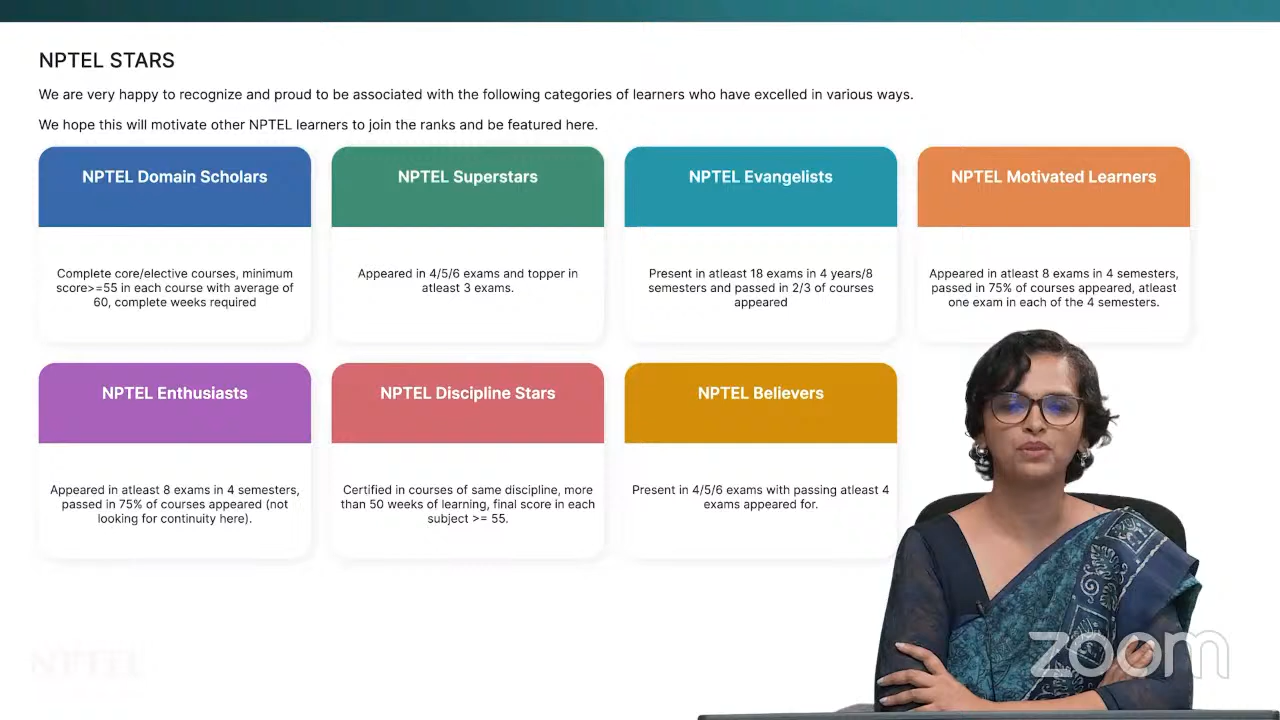 NPTEL STARS
We are very happy to recognize and proud to be associated with the following categories of learners who have excelled in various ways.
We hope this will motivate other NPTEL learners to join the ranks and be featured here.
NPTEL Domain Scholars
Complete core/elective courses, minimum
score>=55 in each course with average of
60, complete weeks required
NPTEL Superstars
Appeared in 4/5/6 exams and topper in
atleast 3 exams.
NPTEL Evangelists
Present in atleast 18 exams in 4 years/8
semesters and passed in 2/3 of courses
appeared
NPTEL Motivated Learners
Appeared in atleast 8 exams in 4 semesters,
passed in 75% of courses appeared, atleast
one exam in each of the 4 semesters.
NPTEL Enthusiasts
Appeared in atleast 8 exams in 4 semesters,
passed in 75% of courses appeared (not
looking for continuity here).
NPTEL Discipline Stars
Certified in courses of same discipline, more
than 50 weeks of learning, final score in each
subject >= 55.
NPTEL Believers
Present in 4/5/6 exams with passing atleast 4
exams appeared for.
NPTEL
zoom